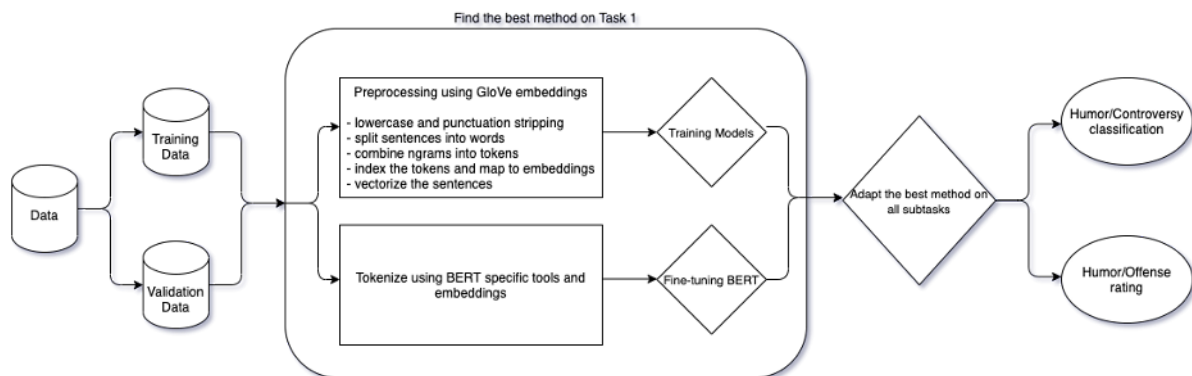 Find the best method on Task 1
Data
Training
Data
Validation
Data
Preprocessing using GloVe embeddings
- lowercase and punctuation stripping
- split sentences into words
- combine ngrams into tokens
- index the tokens and map to embeddings
- vectorize the sentences
Training Models
Tokenize using BERT specific tools and
embeddings
Fine-tuning BERT
Adapt the best method on
all subtasks
Humor/Controversy
classification
Humor/Offense
rating